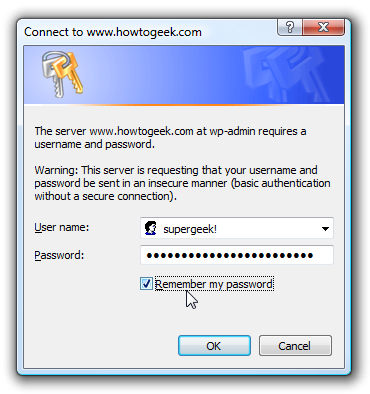 Connect to www.howtogeek.com
The server www.howtogeek.com at wp-admin requires a
username and password.
Warning: This server is requesting that your username and
password be sent in an insecure manner (basic authentication
without a secure connection).
User name: supergeek!
Password: ••••••••••••••••••••••••
Remember my password
OK Cancel